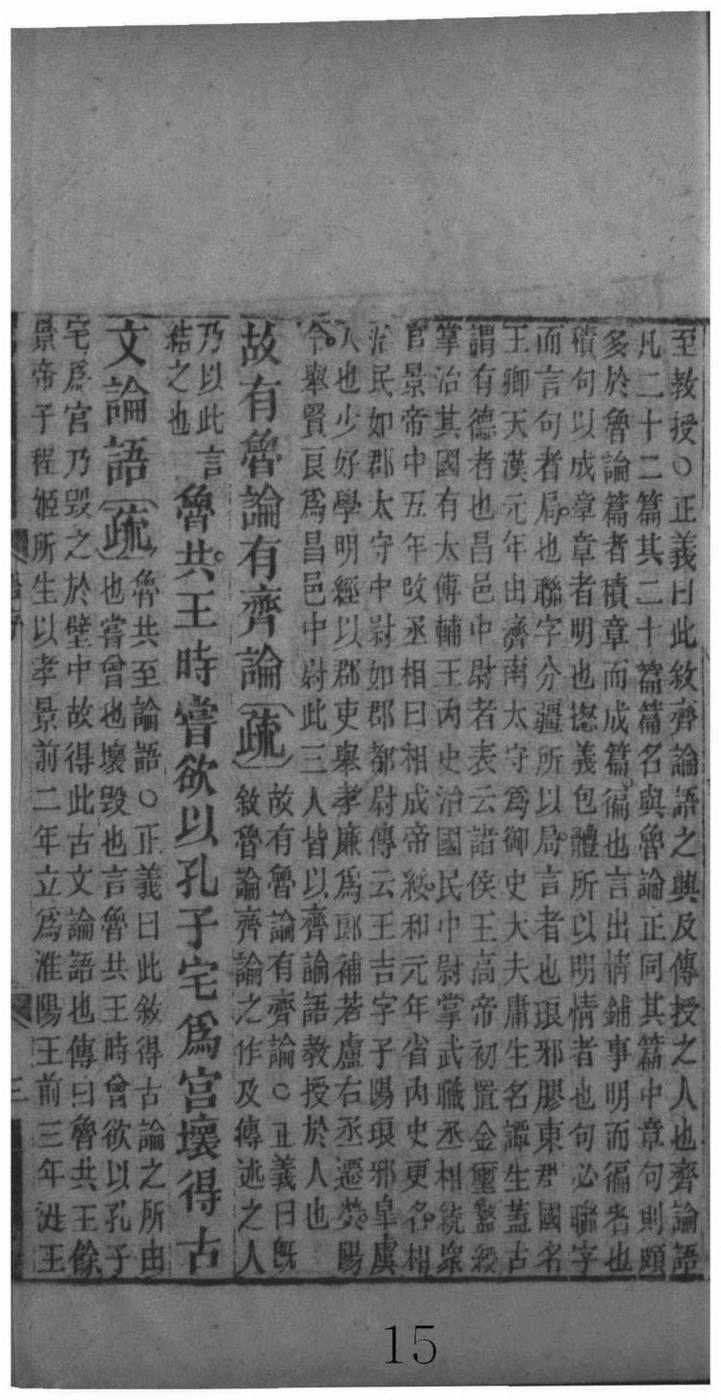 至教授○正義曰此敘齊論語之興及傳授之人也齊論語
凡二十二篇其二十篇篇名與魯論正同其篇中章句則頗
多於魯論篇者積章而成篇徧也言出情鋪事明而徧者也
積句以成章章者明也揔義包體所以明情者也句必聯字
而言句者局也聯字分疆所以局言者也琅邪膠東郡國名
王卿天漢元年由濟南太守爲御史大夫庸生名譚生蓋古
謂有德者也昌邑中尉者表云諸侯王高帝初置金璽盭綬
掌治其國有太傅輔王內史治國民中尉掌武職丞相統衆
官景帝中五年改丞相曰相成帝綏和元年省內史更名相
治民如郡太守中尉如郡都尉傳云王吉字子陽琅邪皐虞
人也少好學明經以郡吏舉孝廉爲郎補若盧右丞遷雲陽
令舉賢良爲昌邑中尉此三人皆以齊論語教授於人也
故有魯論有齊論〔疏〕故有魯論有齊論○正義曰旣
敘魯論齊論之作及傳述之人
乃以此言
結之也
魯共王時嘗欲以孔子宅爲宮壞得古
文論語〔疏〕魯共至論語○正義曰此敘得古論之所由
也嘗曾也壞毀也言魯共王時曾欲以孔子
宅爲宮乃毀之於壁中故得此古文論語也傳曰魯共王餘
景帝子程姬所生以孝景前二年立爲淮陽王前三年徙王
三
15